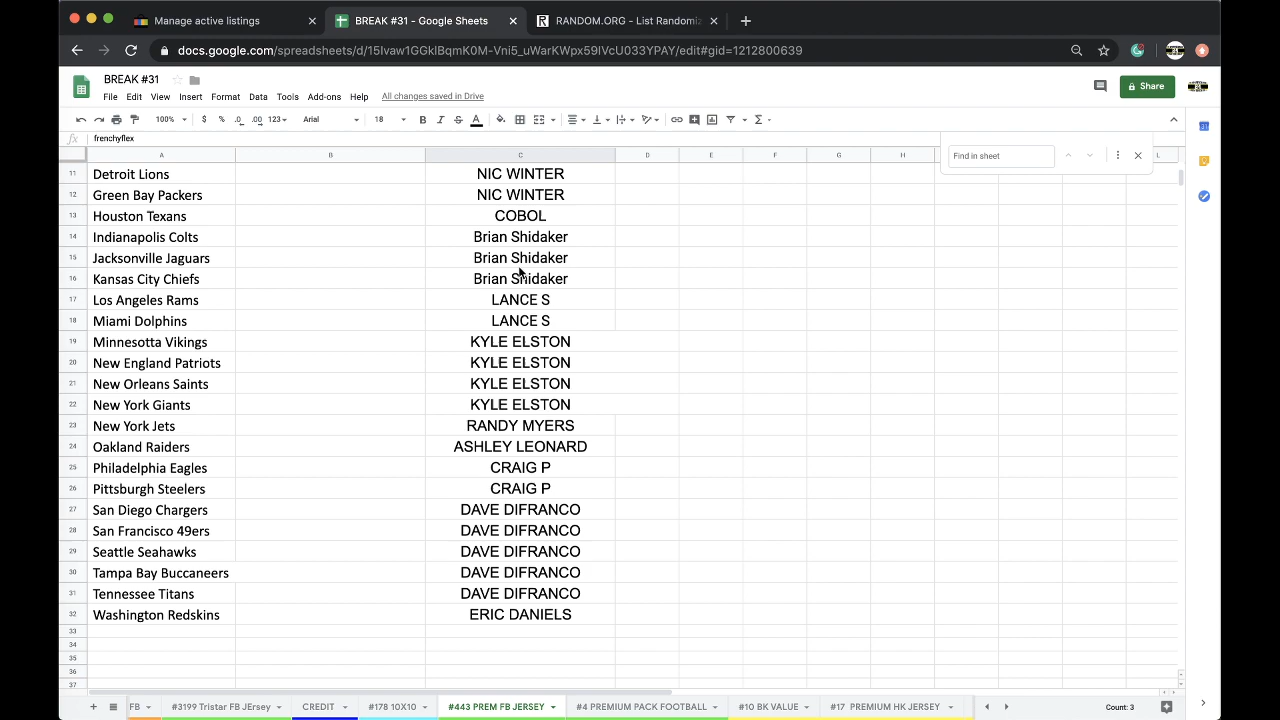 Manage active listings
BREAK #31 - Google Sheets
RANDOM.ORG - List Randomiz
docs.google.com/spreadsheets/d/15Ivaw1GGkIBqmK0M-Vni5_uWarKWpx59IVcU033YPAY/edit#gid=1212800639
BREAK #31
File Edit View Insert Format Data Tools Add-ons Help All changes saved in Drive
Share
100% $ % .0 .00 123 Arial 18 B I S A
fx frenchyflex
Find in sheet
A B C D E F G H L
11 Detroit Lions NIC WINTER
12 Green Bay Packers NIC WINTER
13 Houston Texans COBOL
14 Indianapolis Colts Brian Shidaker
15 Jacksonville Jaguars Brian Shidaker
16 Kansas City Chiefs Brian Shidaker
17 Los Angeles Rams LANCE S
18 Miami Dolphins LANCE S
19 Minnesotta Vikings KYLE ELSTON
20 New England Patriots KYLE ELSTON
21 New Orleans Saints KYLE ELSTON
22 New York Giants KYLE ELSTON
23 New York Jets RANDY MYERS
24 Oakland Raiders ASHLEY LEONARD
25 Philadelphia Eagles CRAIG P
26 Pittsburgh Steelers CRAIG P
27 San Diego Chargers DAVE DIFRANCO
28 San Francisco 49ers DAVE DIFRANCO
29 Seattle Seahawks DAVE DIFRANCO
30 Tampa Bay Buccaneers DAVE DIFRANCO
31 Tennessee Titans DAVE DIFRANCO
32 Washington Redskins ERIC DANIELS
33
34
35
36
37
FB #3199 Tristar FB JErsey CREDIT #178 10X10 #443 PREM FB JERSEY #4 PREMIUM PACK FOOTBALL #10 BK VALUE #17 PREMIUM HK JERSEY Count: 3